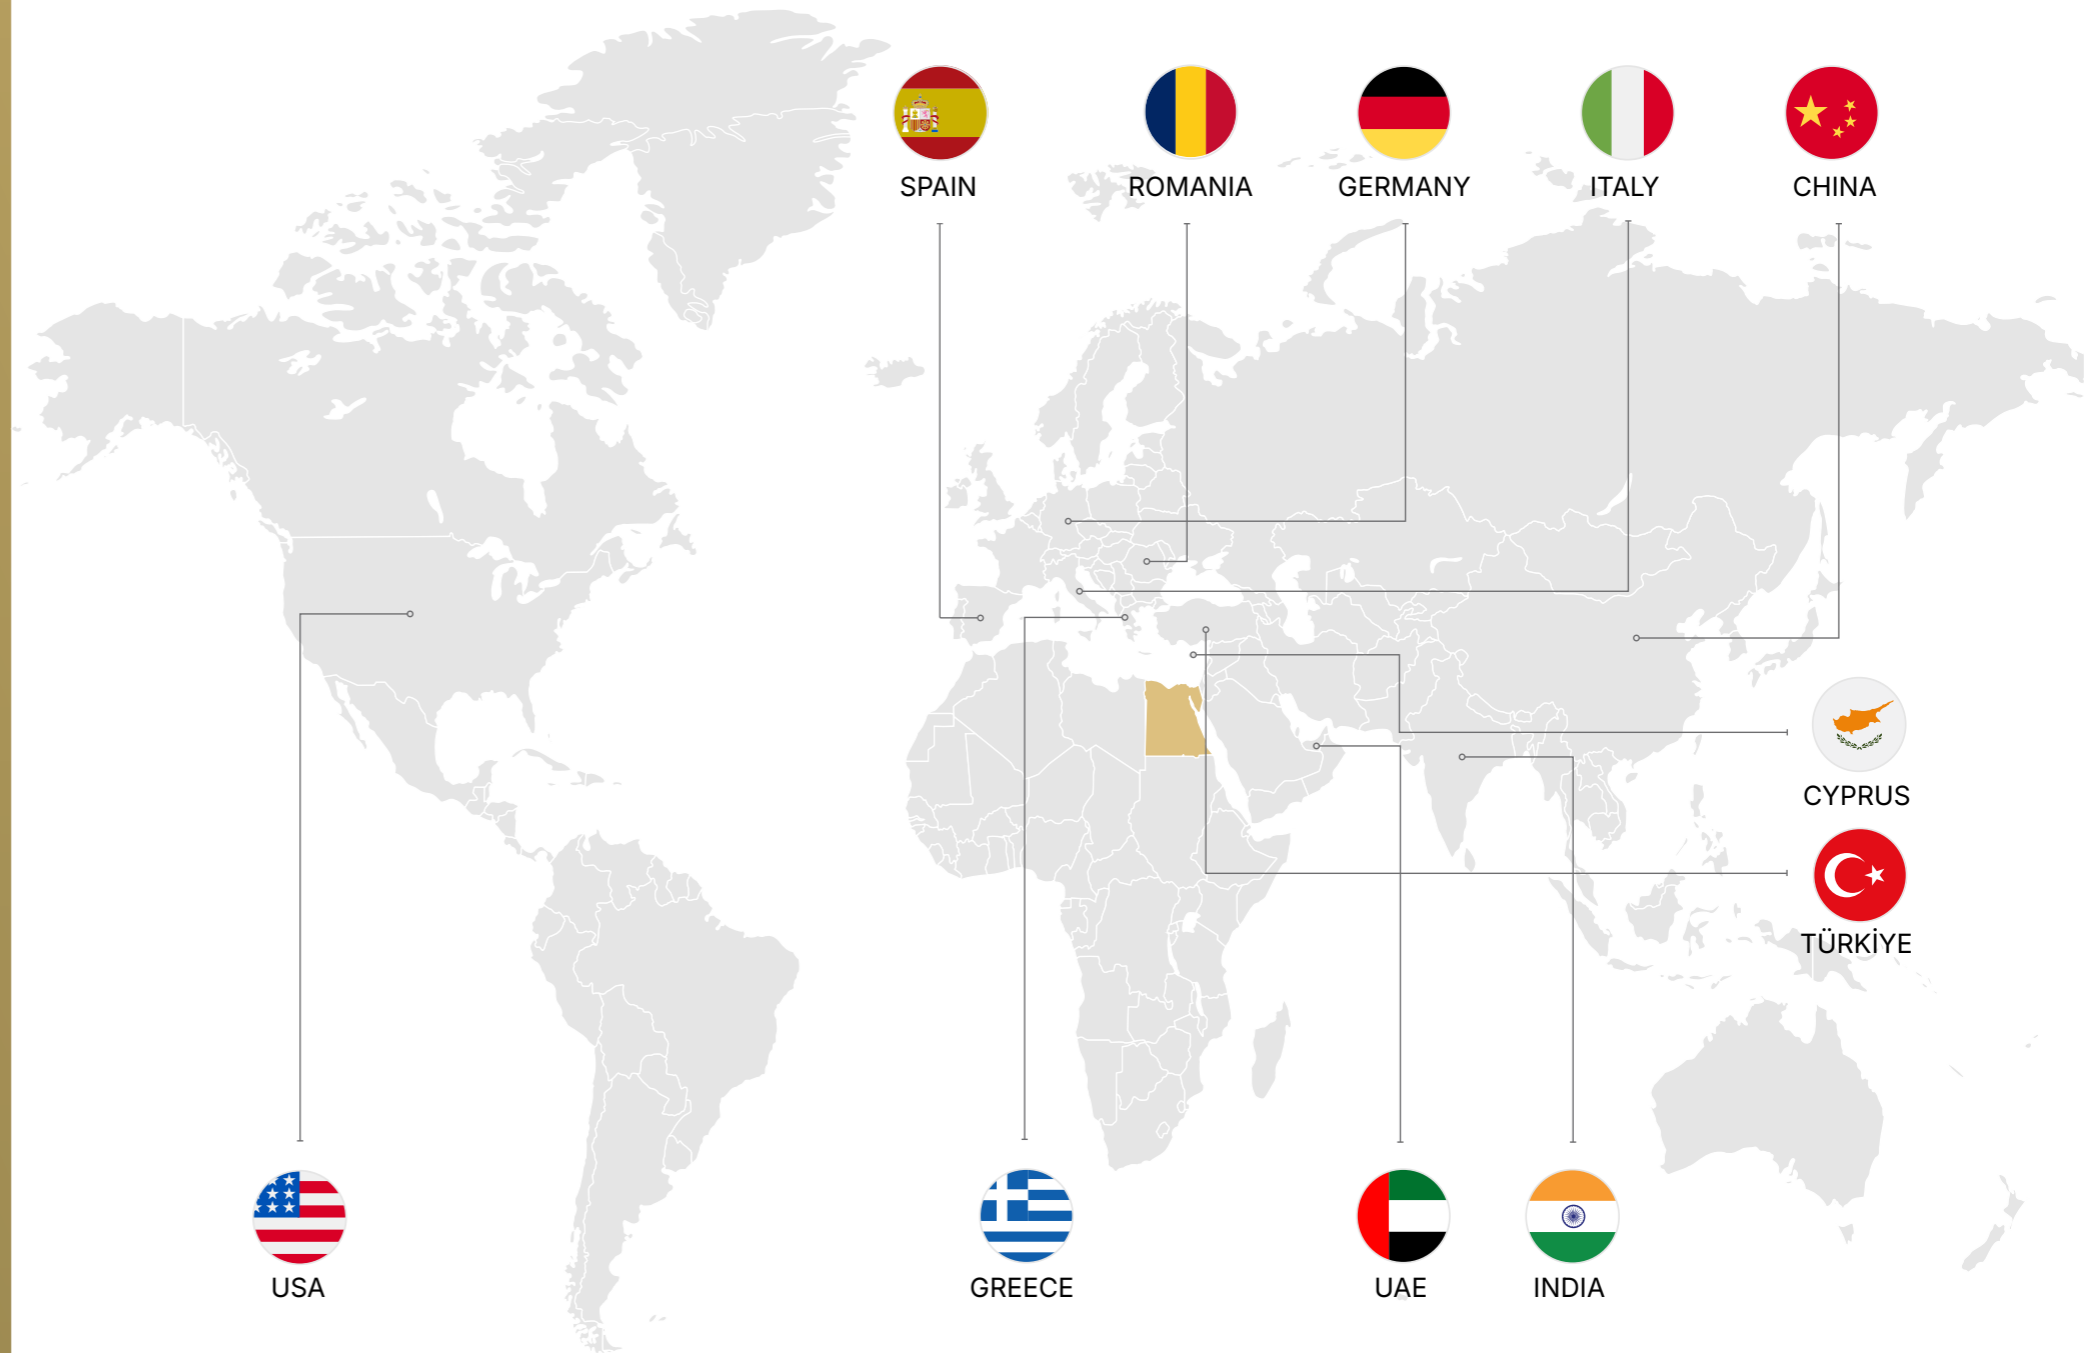 SPAIN
ROMANIA
GERMANY
ITALY
CHINA
CYPRUS
TÜRKİYE
USA
GREECE
UAE
INDIA